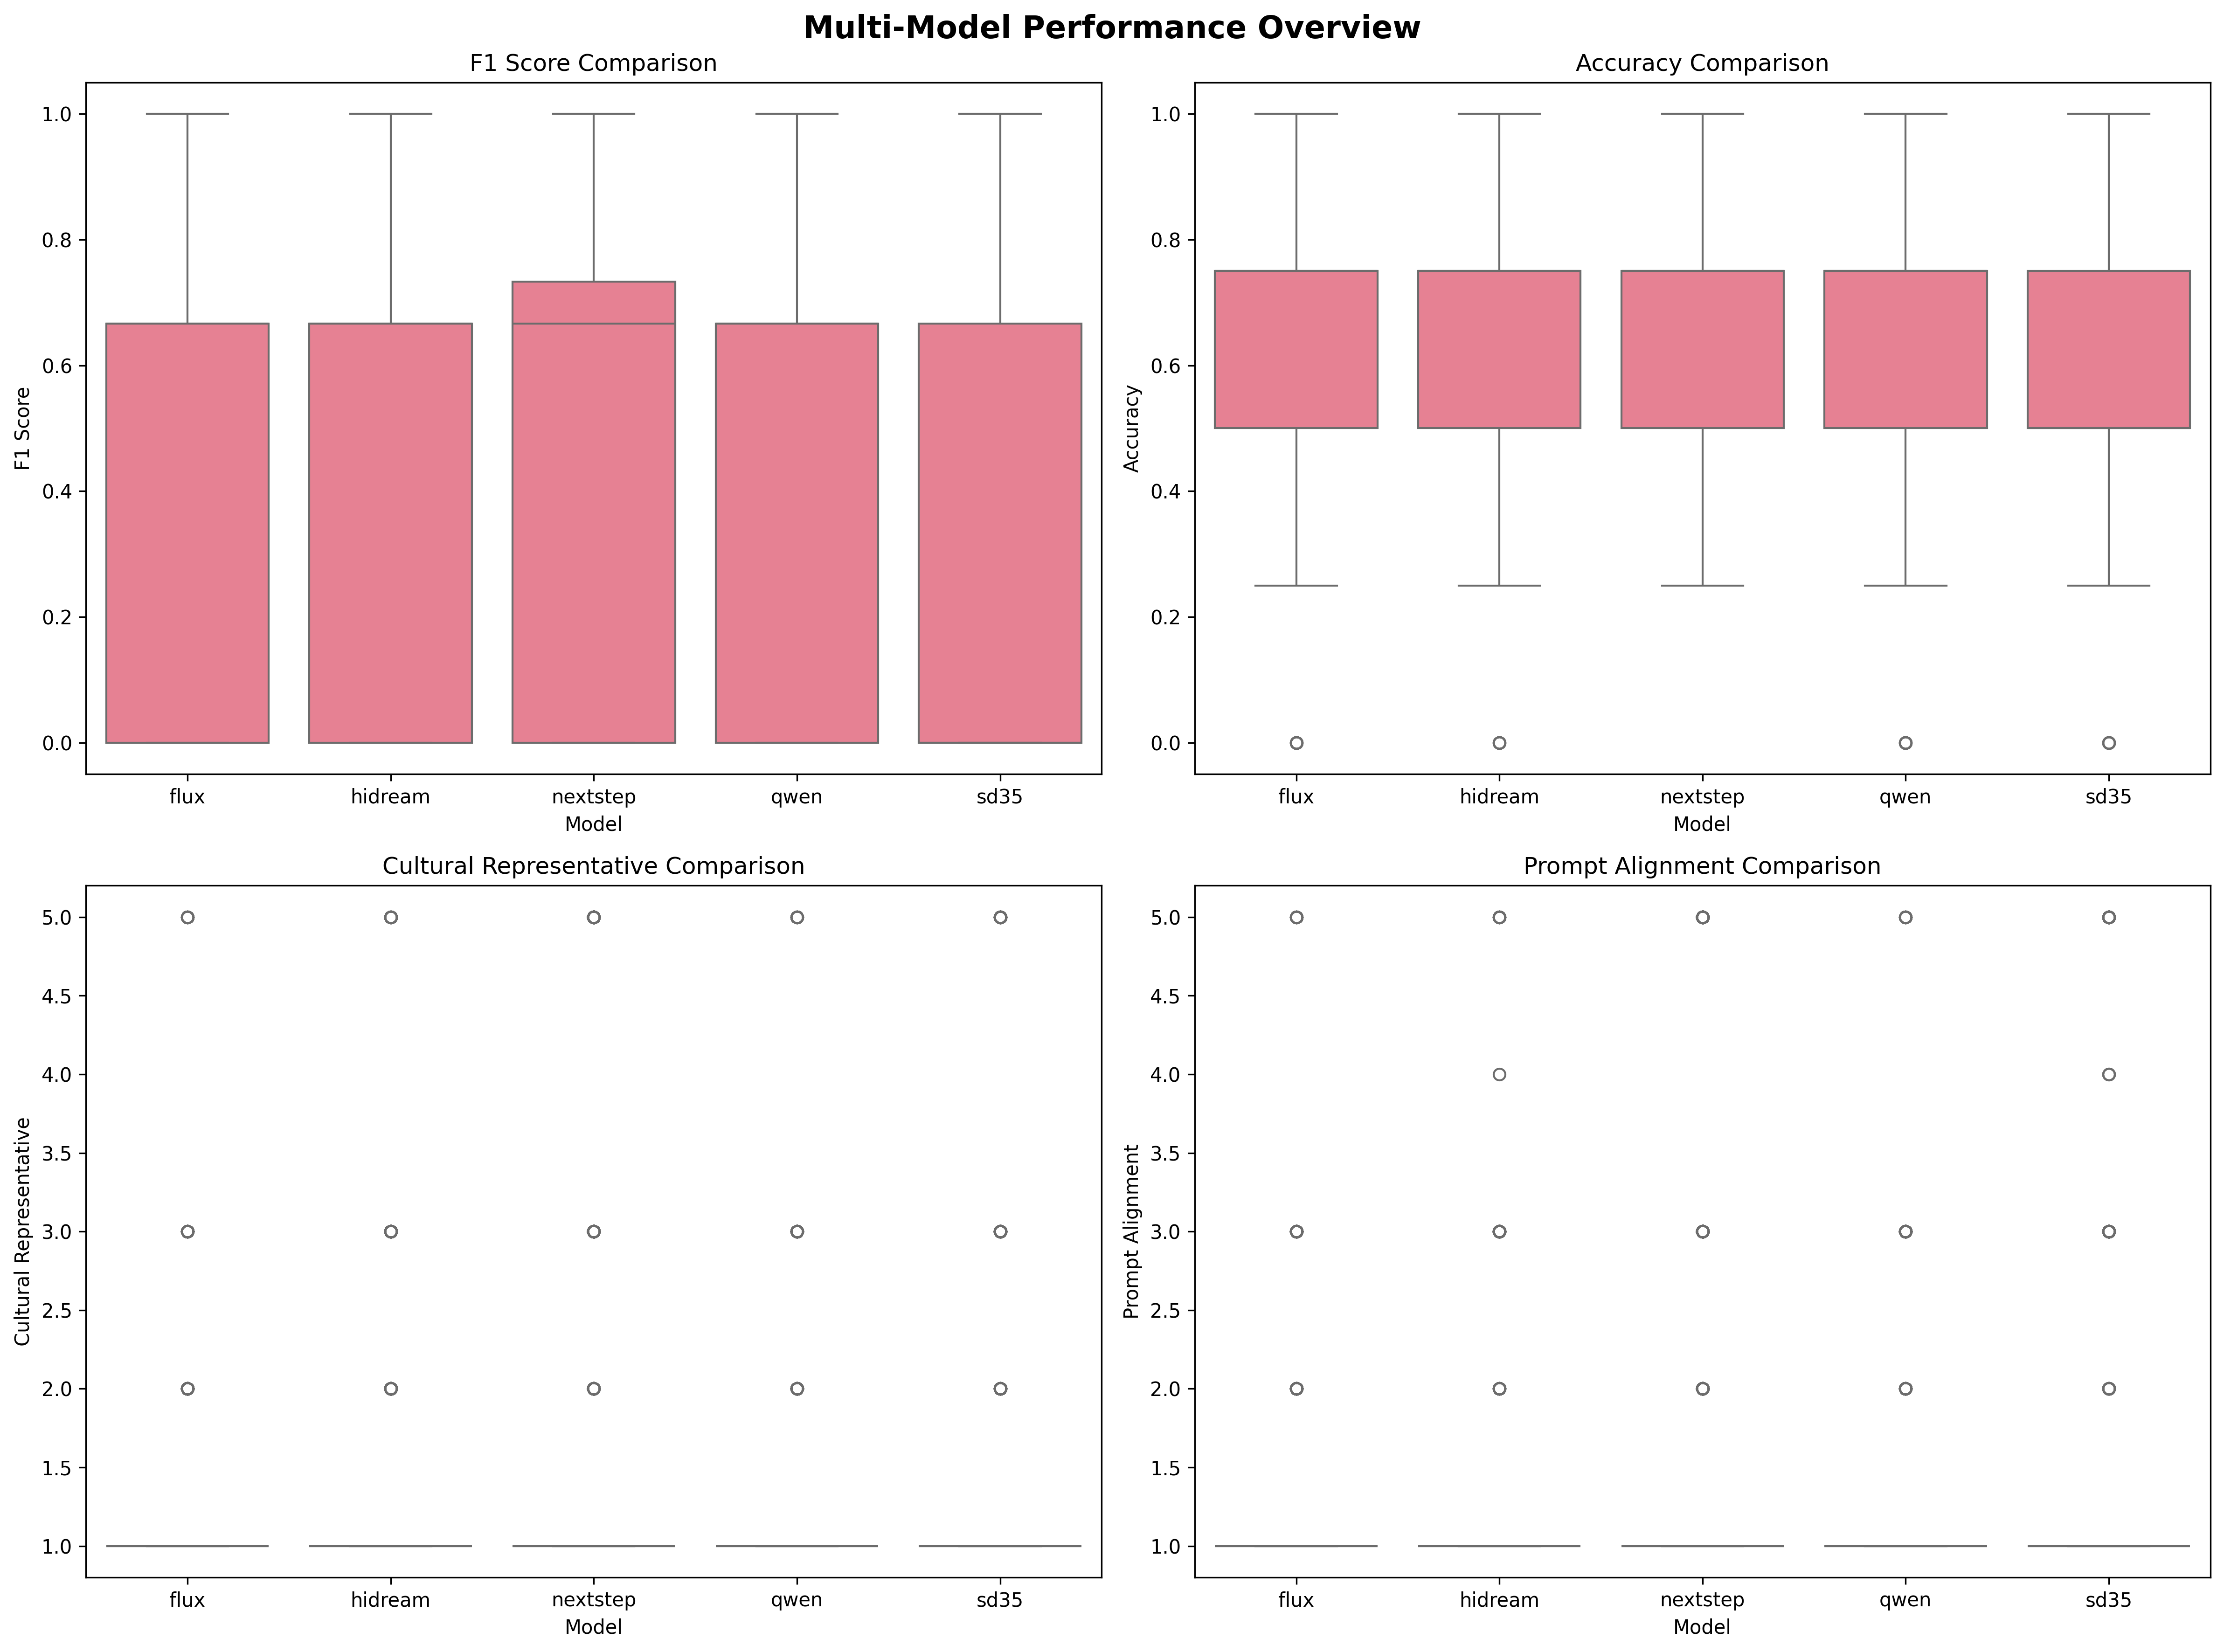 Multi-Model Performance Overview
F1 Score Comparison
F1 Score
1.0
0.8
0.6
0.4
0.2
0.0
flux hidream nextstep qwen sd35
Model
Accuracy Comparison
Accuracy
1.0
0.8
0.6
0.4
0.2
0.0
flux hidream nextstep qwen sd35
Model
Cultural Representative Comparison
Cultural Representative
5.0
4.5
4.0
3.5
3.0
2.5
2.0
1.5
1.0
flux hidream nextstep qwen sd35
Model
Prompt Alignment Comparison
Prompt Alignment
5.0
4.5
4.0
3.5
3.0
2.5
2.0
1.5
1.0
flux hidream nextstep qwen sd35
Model